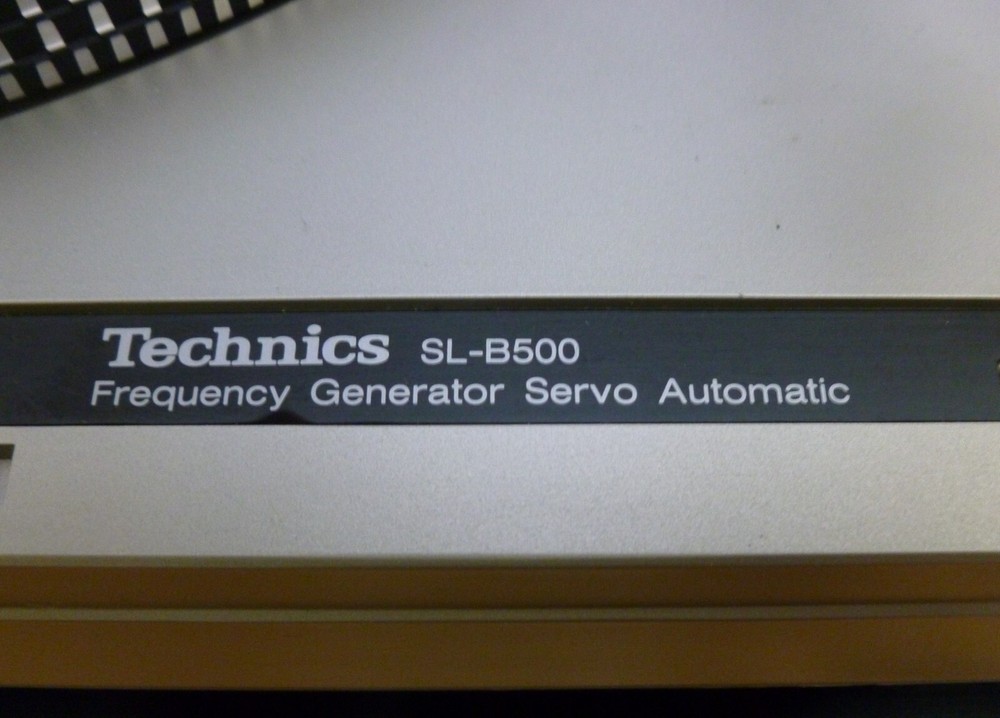 Technics SL-B500
Frequency Generator Servo Automatic